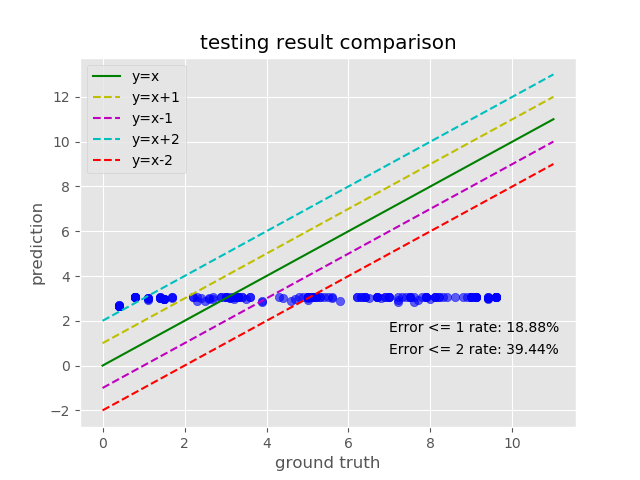 testing result comparison
y=x
y=x+1
y=x-1
y=x+2
y=x-2
12
10
8
6
4
2
0
−2
prediction
Error <= 1 rate: 18.88%
Error <= 2 rate: 39.44%
0 2 4 6 8 10
ground truth